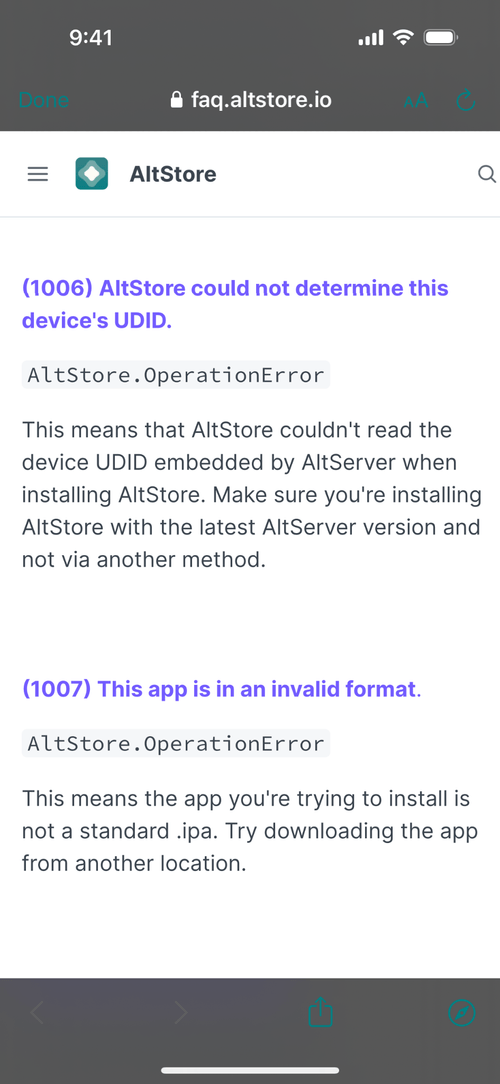 9:41
Done
faq.altstore.io
AA
AltStore
(1006) AltStore could not determine this
device's UDID.
AltStore.OperationError
This means that AltStore couldn't read the
device UDID embedded by AltServer when
installing AltStore. Make sure you're installing
AltStore with the latest AltServer version and
not via another method.
(1007) This app is in an invalid format.
AltStore.OperationError
This means the app you're trying to install is
not a standard .ipa. Try downloading the app
from another location.